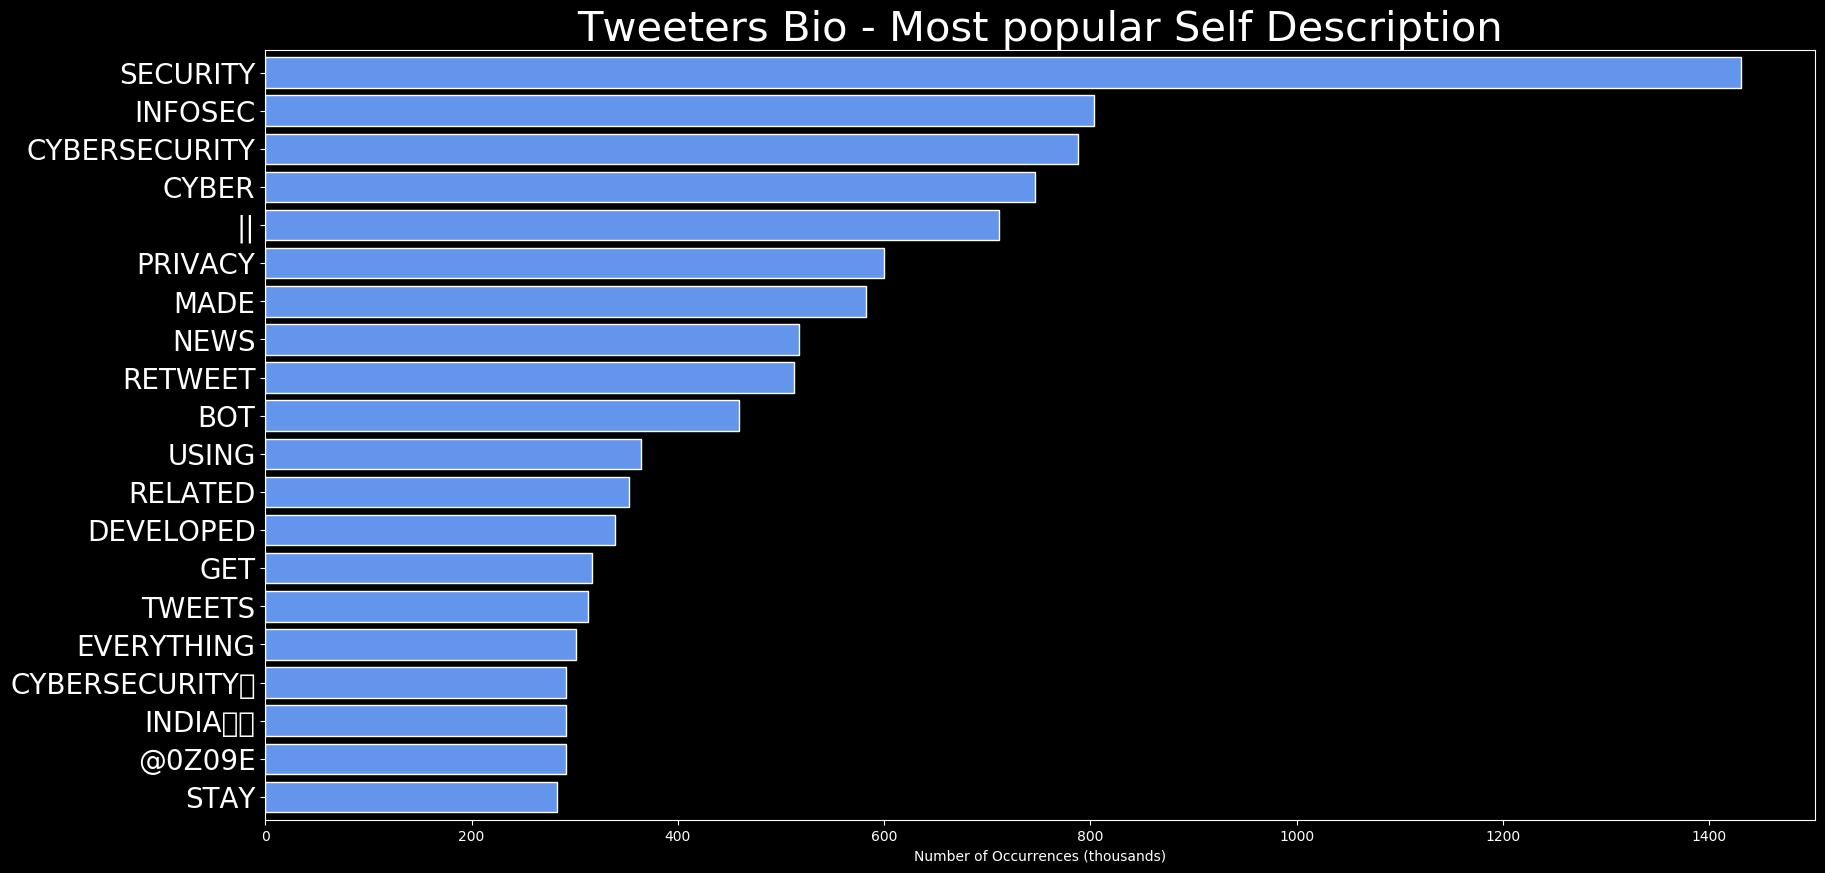 Tweeters Bio - Most popular Self Description
SECURITY
INFOSEC
CYBERSECURITY
CYBER
||
PRIVACY
MADE
NEWS
RETWEET
BOT
USING
RELATED
DEVELOPED
GET
TWEETS
EVERYTHING
CYBERSECURITY▯
INDIA▯▯
@0Z09E
STAY
0 200 400 600 800 1000 1200 1400
Number of Occurrences (thousands)